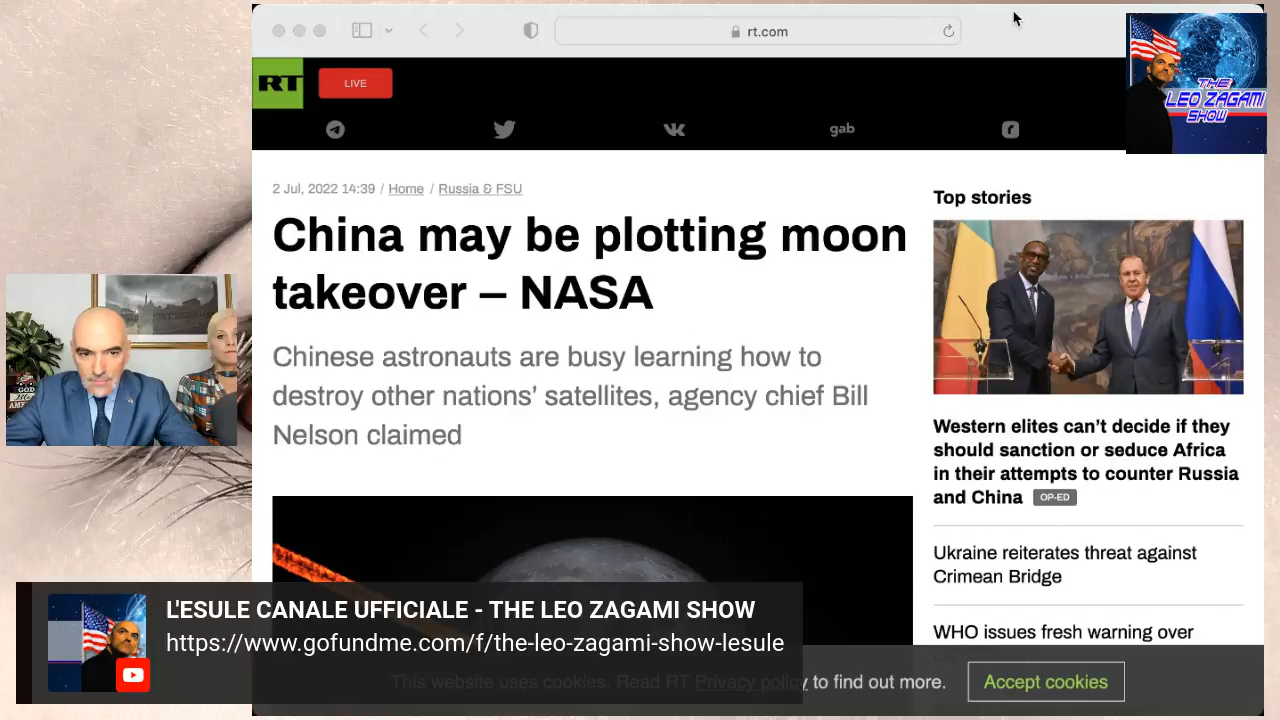 rt.com
RT
LIVE
gab
THE
LEO ZAGAMI
SHOW
2 Jul, 2022 14:39 / Home / Russia & FSU
China may be plotting moon
takeover – NASA
Chinese astronauts are busy learning how to
destroy other nations’ satellites, agency chief Bill
Nelson claimed
Top stories
Western elites can’t decide if they
should sanction or seduce Africa
in their attempts to counter Russia
and China OP-ED
Ukraine reiterates threat against
Crimean Bridge
WHO issues fresh warning over
GOD
L'ESULE CANALE UFFICIALE - THE LEO ZAGAMI SHOW
https://www.gofundme.com/f/the-leo-zagami-show-lesule
This website uses cookies. Read RT Privacy policy to find out more.
Accept cookies